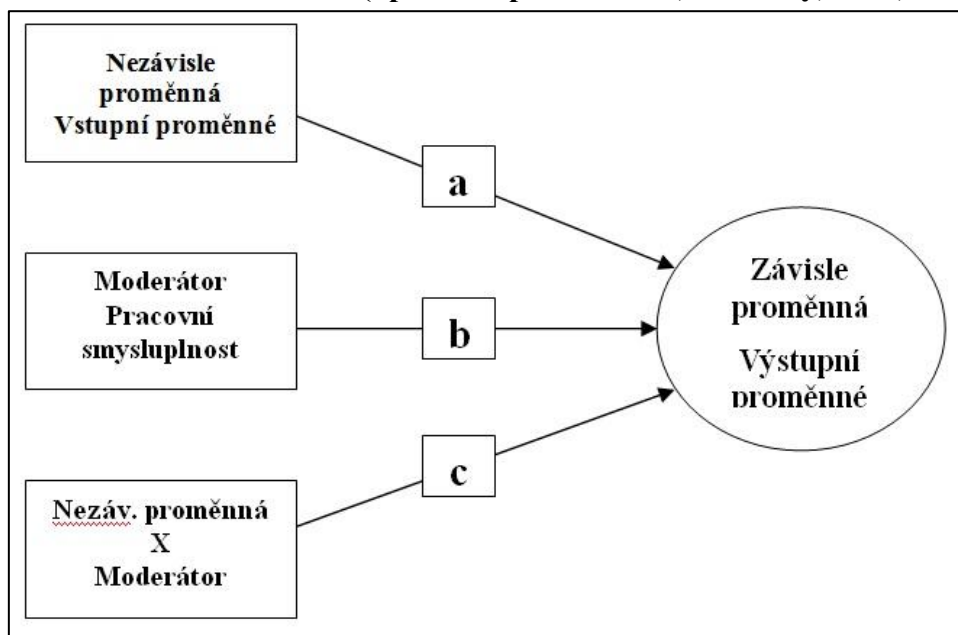 Nezávisle
proměnná
Vstupní proměnné
a
Moderátor
Pracovní
smysluplnost
b
Závisle
proměnná
Výstupní
proměnné
c
Nezáv. proměnná
X
Moderátor